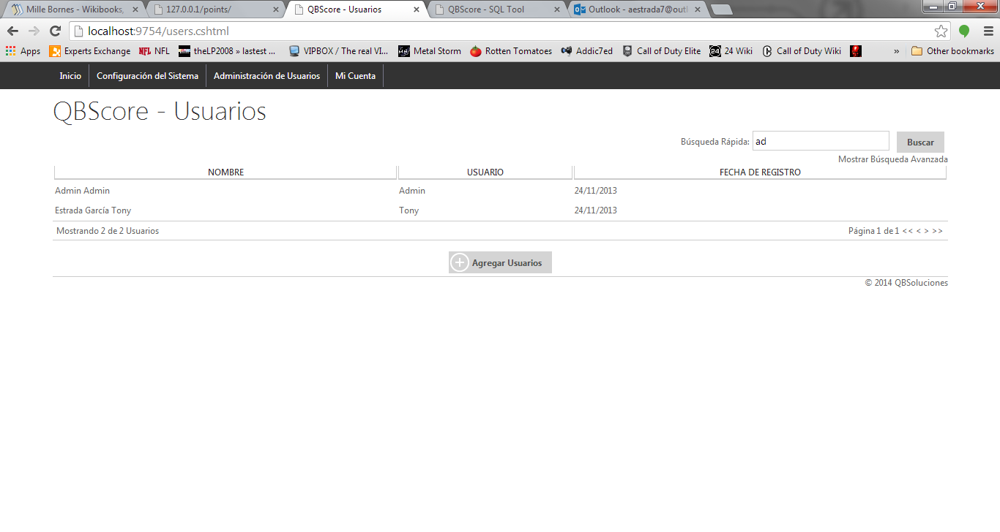 Mille Bornes - Wikibooks, 127.0.0.1/points/ QBScore - Usuarios QBScore - SQL Tool Outlook - aestrada7@outl
localhost:9754/users.cshtml
Apps Experts Exchange NFL NFL theLP2008 » lastest ... VIPBOX / The real VI... MS Metal Storm Rotten Tomatoes Addic7ed Call of Duty Elite 24 24 Wiki Call of Duty Wiki » Other bookmarks
Inicio Configuración del Sistema Administración de Usuarios Mi Cuenta
QBScore - Usuarios
Búsqueda Rápida: ad Buscar
Mostrar Búsqueda Avanzada
NOMBRE USUARIO FECHA DE REGISTRO
Admin Admin Admin 24/11/2013
Estrada García Tony Tony 24/11/2013
Mostrando 2 de 2 Usuarios Página 1 de 1 << < > >>
Agregar Usuarios
© 2014 QBSoluciones